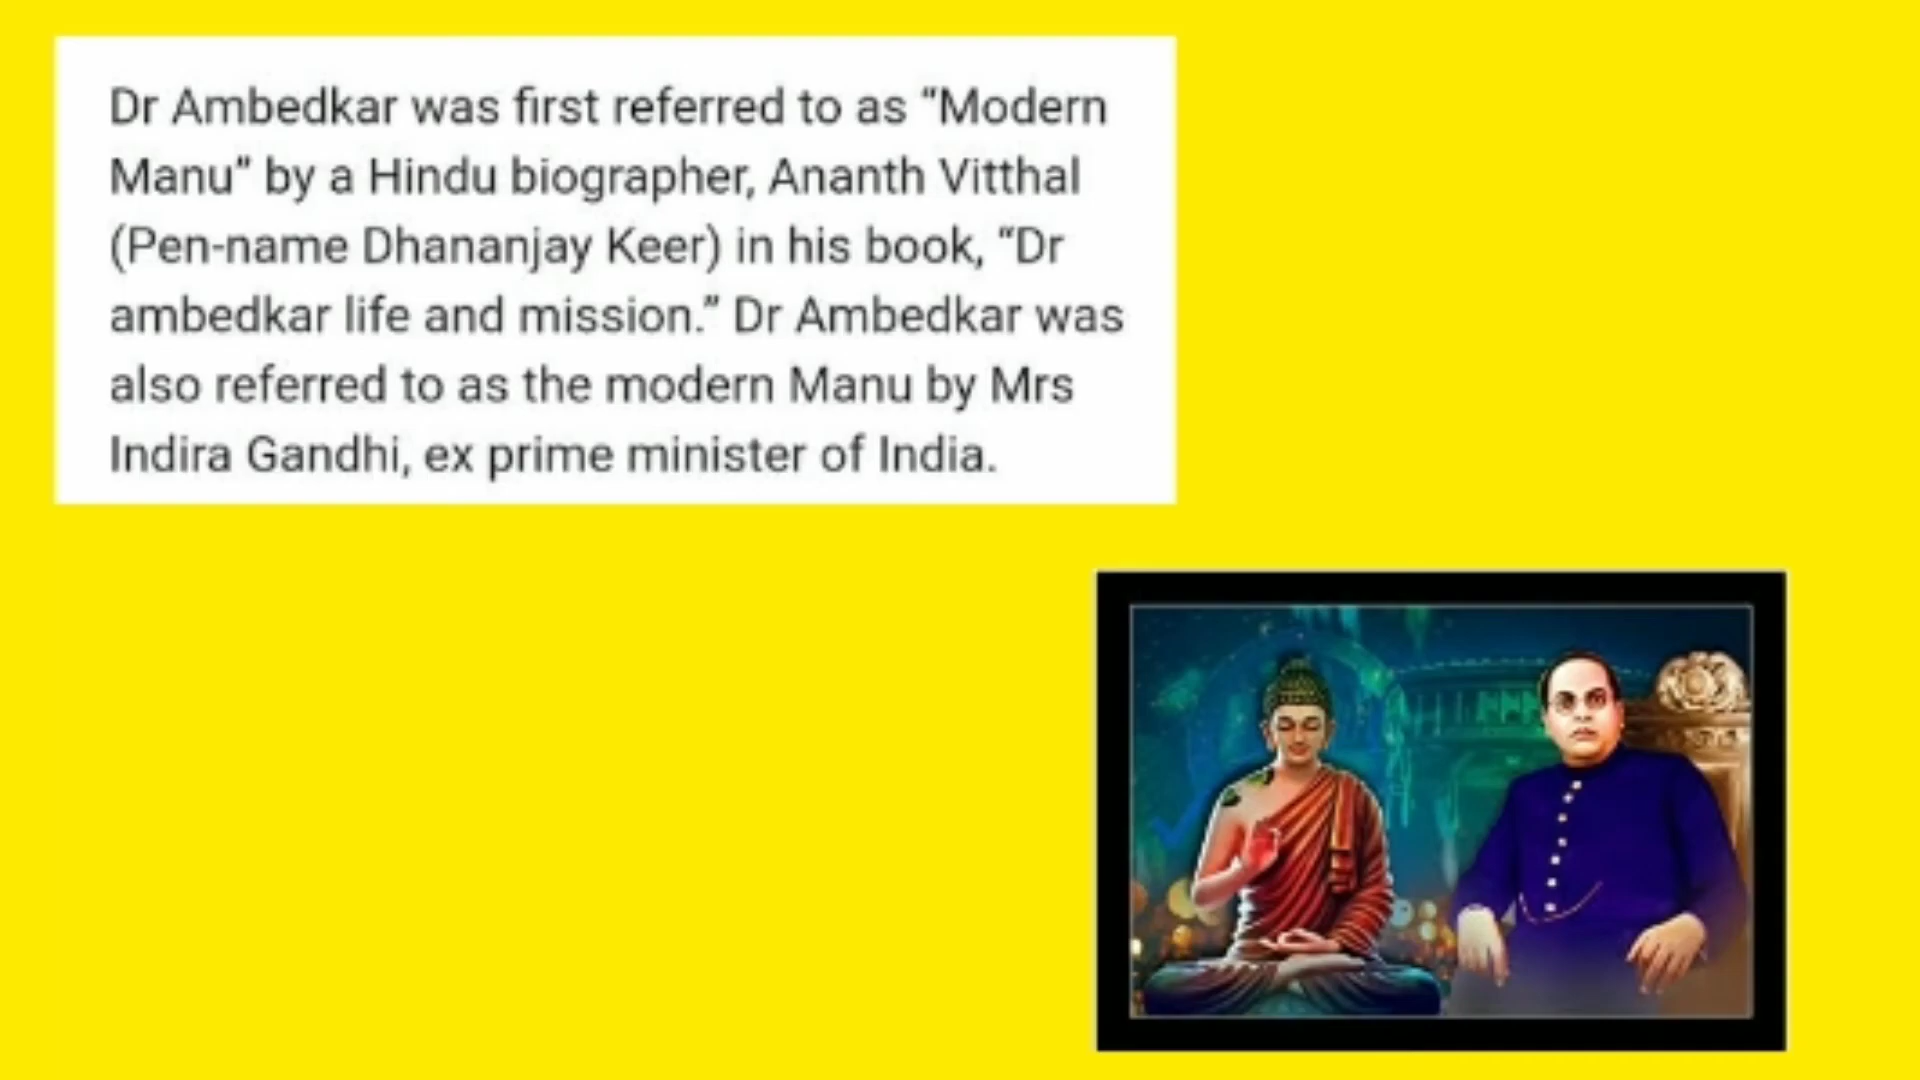 Dr Ambedkar was first referred to as “Modern
Manu” by a Hindu biographer, Ananth Vitthal
(Pen-name Dhananjay Keer) in his book, “Dr
ambedkar life and mission.” Dr Ambedkar was
also referred to as the modern Manu by Mrs
Indira Gandhi, ex prime minister of India.